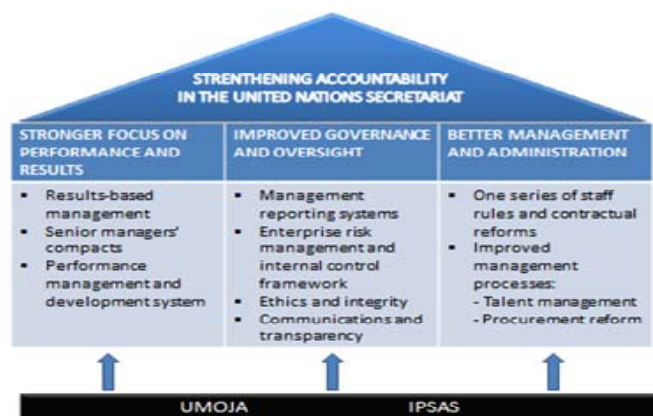 STRENTHENING ACCOUNTABILITY
IN THE UNITED NATIONS SECRETARIAT
STRONGER FOCUS ON
PERFORMANCE AND
RESULTS
▪ Results-based
management
▪ Senior managers'
compacts
▪ Performance
management and
development system
IMPROVED GOVERNANCE
AND OVERSIGHT
▪ Management
reporting systems
▪ Enterprise risk
management and
internal control
framework
▪ Ethics and integrity
▪ Communications and
transparency
BETTER MANAGEMENT
AND ADMINISTRATION
▪ One series of staff
rules and contractual
reforms
▪ Improved
management
processes:
- Talent management
- Procurement reform
UMOJA IPSAS